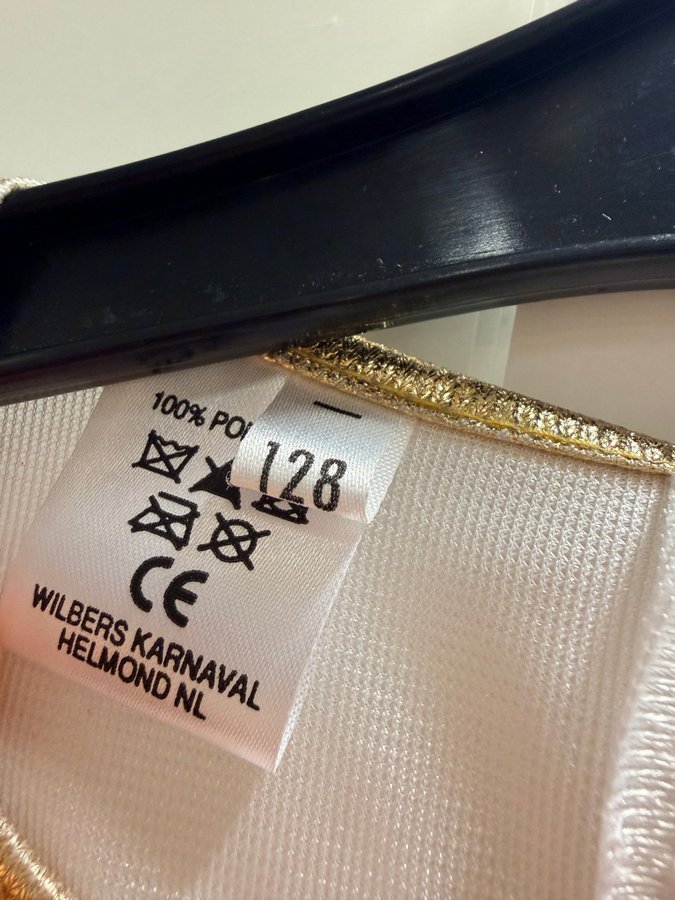 100% PO
128
CE
WILBERS KARNAVAL
HELMOND NL